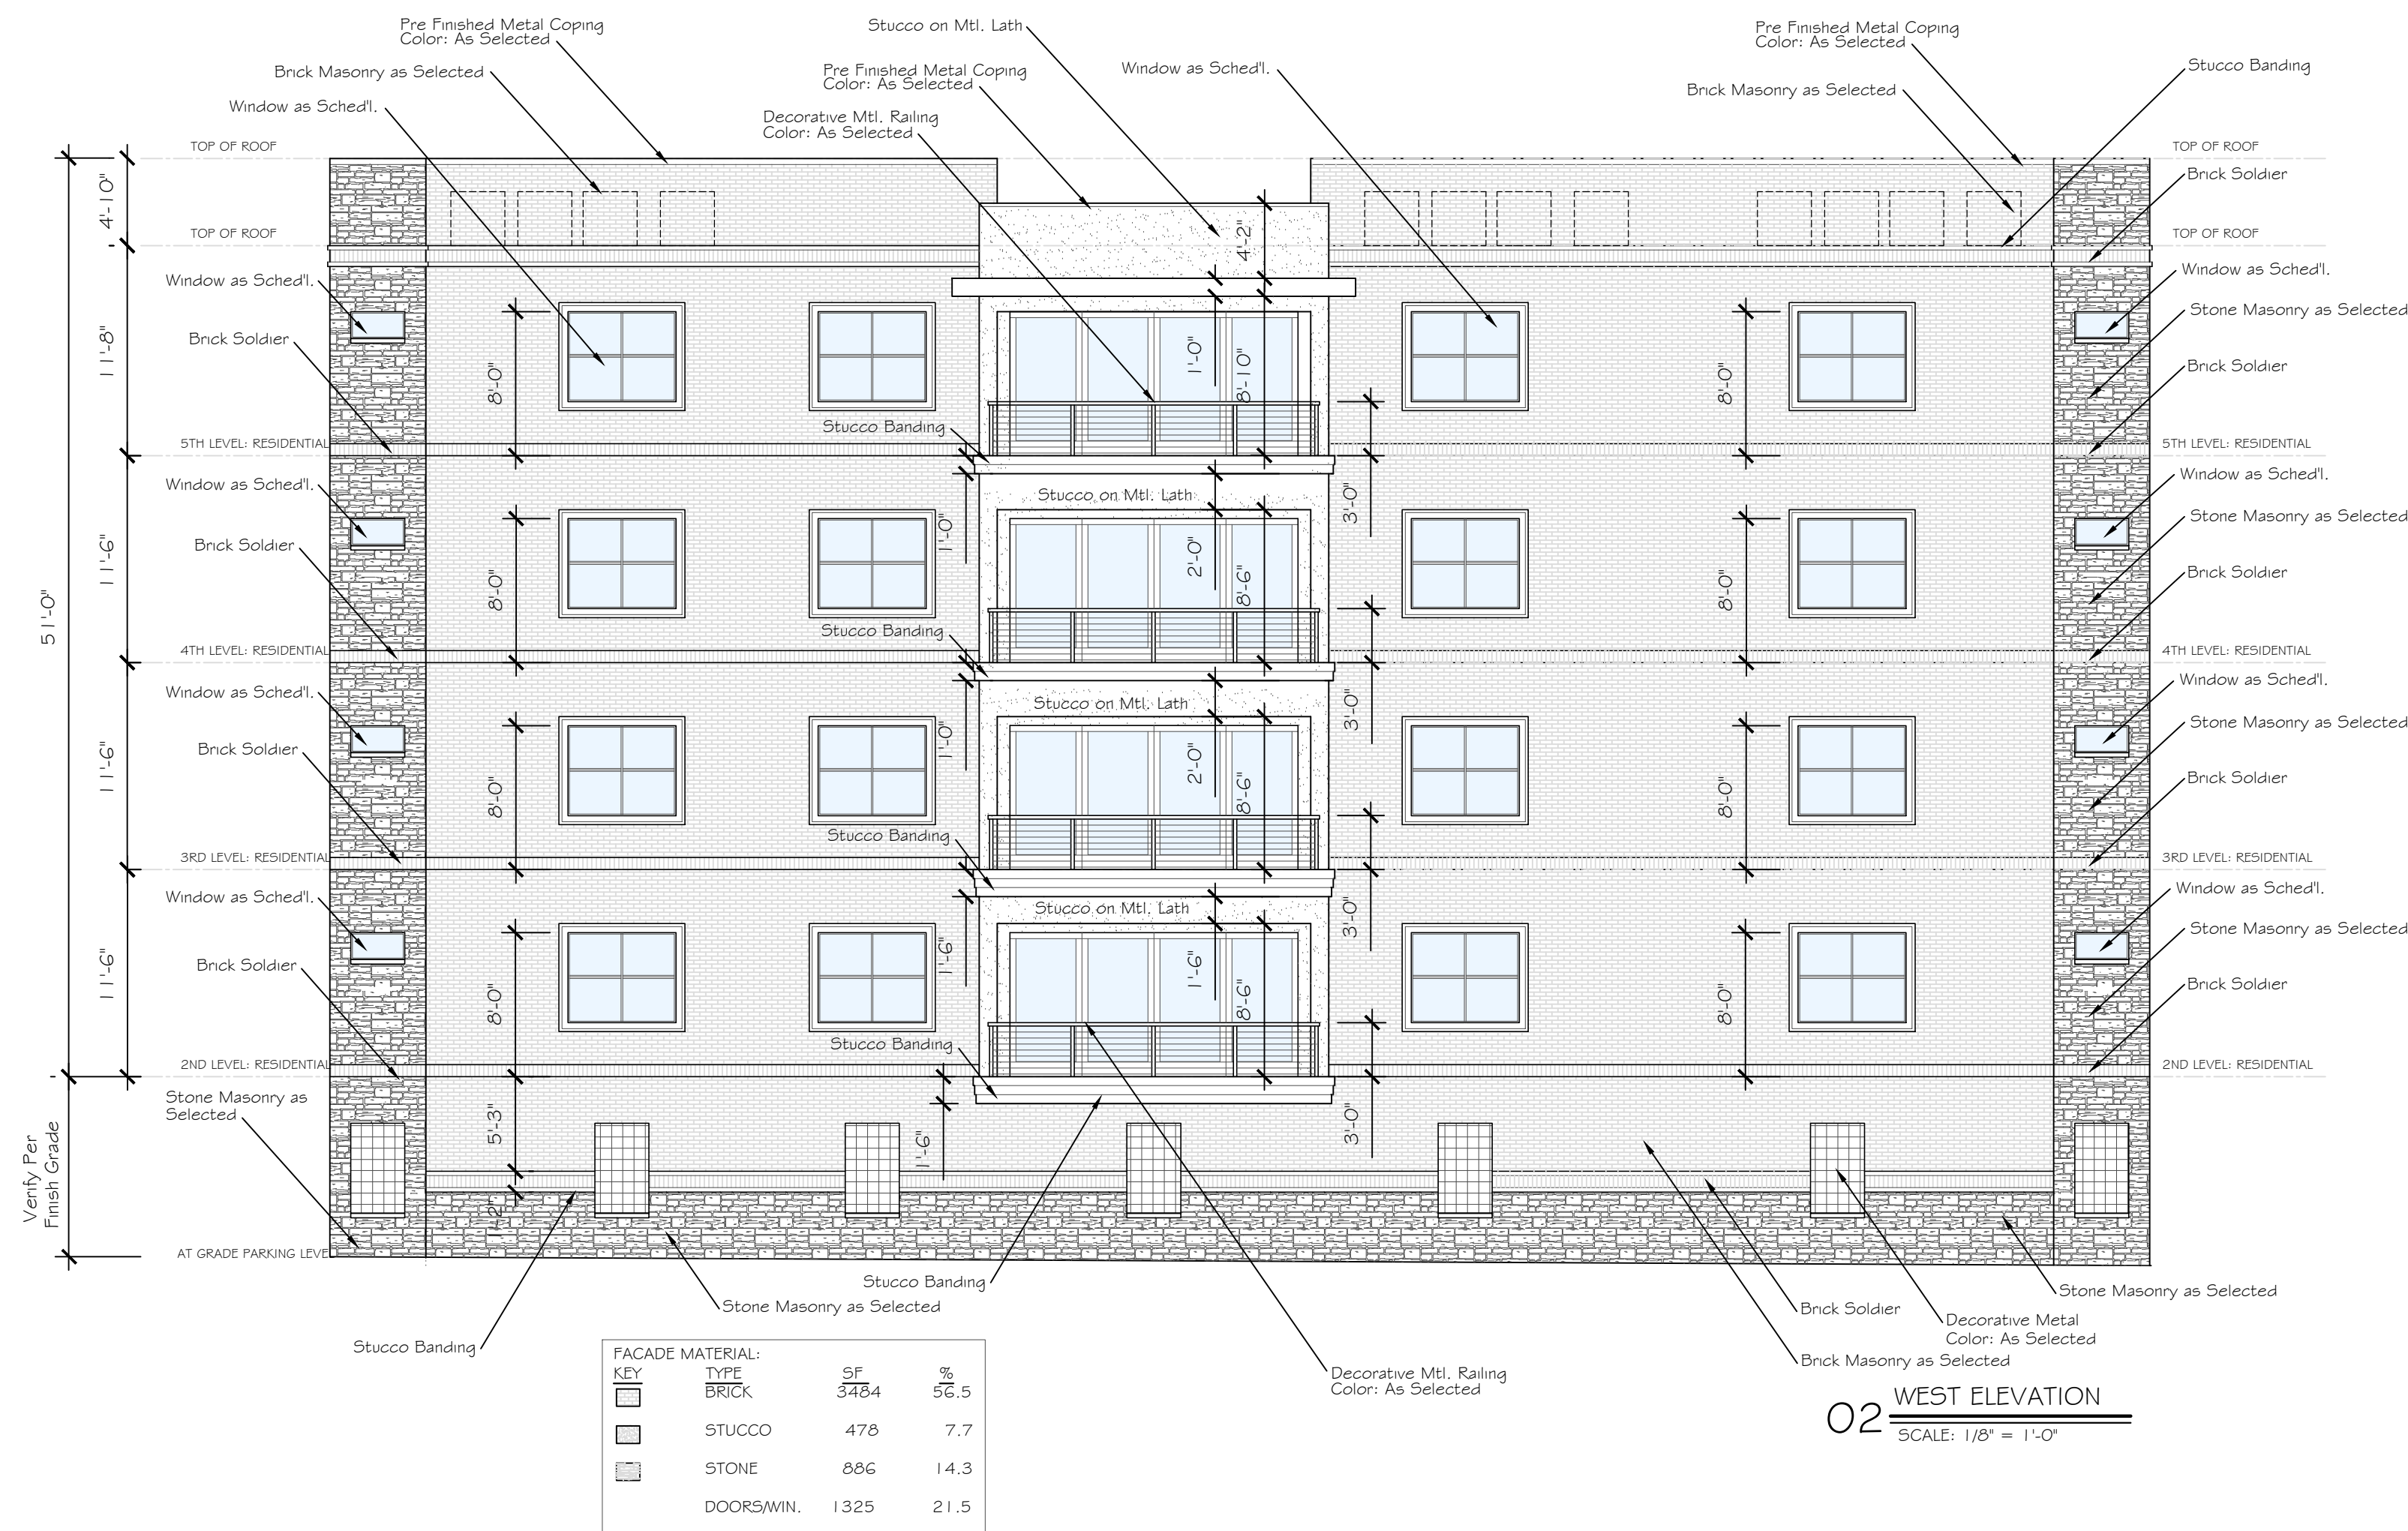 Pre Finished Metal Coping
Color: As Selected
Stucco on Mtl. Lath
Pre Finished Metal Coping
Color: As Selected
Brick Masonry as Selected
Pre Finished Metal Coping
Color: As Selected
Window as Sched'l.
Stucco Banding
Window as Sched'l.
Brick Masonry as Selected
Decorative Mtl. Railing
Color: As Selected
TOP OF ROOF
TOP OF ROOF
4'-10"
Brick Soldier
TOP OF ROOF
TOP OF ROOF
4'-2"
Window as Sched'l.
Window as Sched'l.
Stone Masonry as Selected
11'-8"
Brick Soldier
8'-0"
1'-0"
8'-10"
8'-0"
Brick Soldier
Stucco Banding
5TH LEVEL: RESIDENTIAL
5TH LEVEL: RESIDENTIAL
Window as Sched'l.
Window as Sched'l.
Stucco on Mtl. Lath
3'-0"
Stone Masonry as Selected
11'-6"
Brick Soldier
1'-0"
2'-0"
8'-0"
8'-6"
8'-0"
Brick Soldier
51'-0"
Stucco Banding
4TH LEVEL: RESIDENTIAL
4TH LEVEL: RESIDENTIAL
Window as Sched'l.
Window as Sched'l.
Stucco on Mtl. Lath
3'-0"
Stone Masonry as Selected
11'-6"
Brick Soldier
1'-0"
2'-0"
8'-0"
8'-6"
8'-0"
Brick Soldier
Stucco Banding
3RD LEVEL: RESIDENTIAL
3RD LEVEL: RESIDENTIAL
Window as Sched'l.
Window as Sched'l.
Stucco on Mtl. Lath
3'-0"
Stone Masonry as Selected
11'-6"
Brick Soldier
1'-6"
1'-6"
8'-0"
8'-6"
8'-0"
Brick Soldier
Stucco Banding
2ND LEVEL: RESIDENTIAL
2ND LEVEL: RESIDENTIAL
Stone Masonry as
Selected
5'-3"
1'-6"
3'-0"
Verify Per
Finish Grade
1'-2"
AT GRADE PARKING LEVE
Stucco Banding
Stone Masonry as Selected
Stone Masonry as Selected
Brick Soldier
Decorative Metal
Color: As Selected
Stucco Banding
Brick Masonry as Selected
Decorative Mtl. Railing
Color: As Selected
FACADE MATERIAL:
KEY TYPE SF %
BRICK 3484 56.5
STUCCO 478 7.7
STONE 886 14.3
DOORS/WIN. 1325 21.5
02 WEST ELEVATION
SCALE: 1/8" = 1'-0"